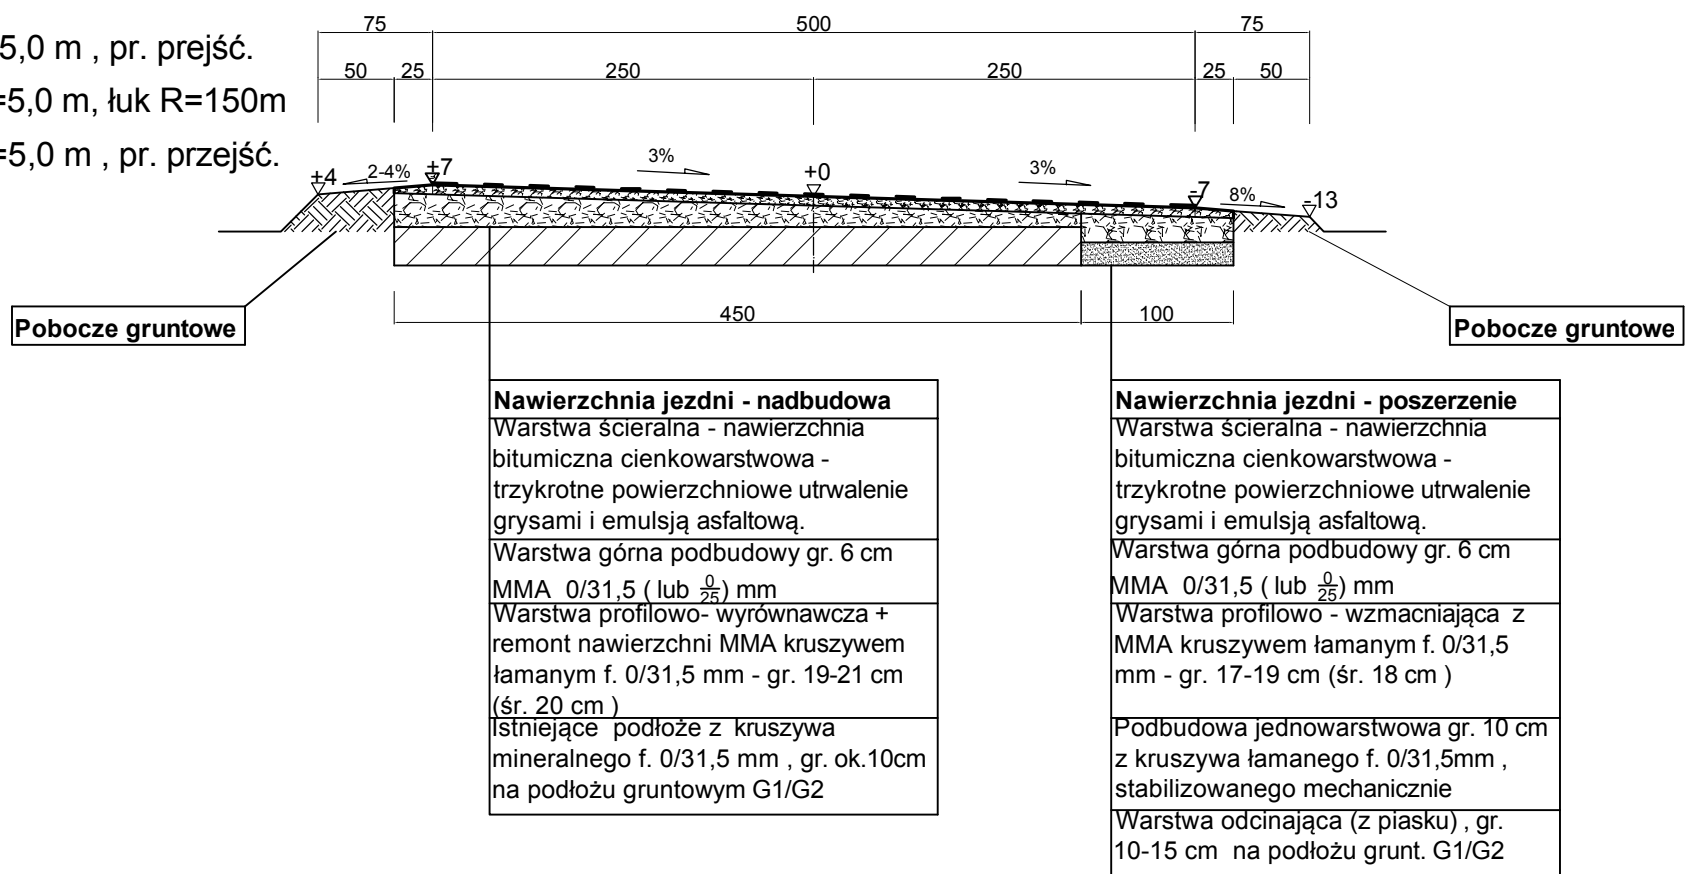 75 500 75
5,0 m , pr. prejść.
50 25 250 250 25 50
=5,0 m, łuk R=150m
=5,0 m , pr. przejść.
+4 2-4% +7 3% +0 3% -7 8% -13
450 100
Pobocze gruntowe
Pobocze gruntowe
Nawierzchnia jezdni - nadbudowa
Warstwa ścieralna - nawierzchnia
bitumiczna cienkowarstwowa -
trzykrotne powierzchniowe utrwalenie
grysami i emulsją asfaltową.
Warstwa górna podbudowy gr. 6 cm
MMA 0/31,5 ( lub 0/25) mm
Warstwa profilowo- wyrównawcza +
remont nawierzchni MMA kruszywem
łamanym f. 0/31,5 mm - gr. 19-21 cm
(śr. 20 cm )
Istniejące podłoże z kruszywa
mineralnego f. 0/31,5 mm , gr. ok.10cm
na podłożu gruntowym G1/G2
Nawierzchnia jezdni - poszerzenie
Warstwa ścieralna - nawierzchnia
bitumiczna cienkowarstwowa -
trzykrotne powierzchniowe utrwalenie
grysami i emulsją asfaltową.
Warstwa górna podbudowy gr. 6 cm
MMA 0/31,5 ( lub 0/25) mm
Warstwa profilowo - wzmacniająca z
MMA kruszywem łamanym f. 0/31,5
mm - gr. 17-19 cm (śr. 18 cm )
Podbudowa jednowarstwowa gr. 10 cm
z kruszywa łamanego f. 0/31,5mm ,
stabilizowanego mechanicznie
Warstwa odcinająca (z piasku) , gr.
10-15 cm na podłożu grunt. G1/G2